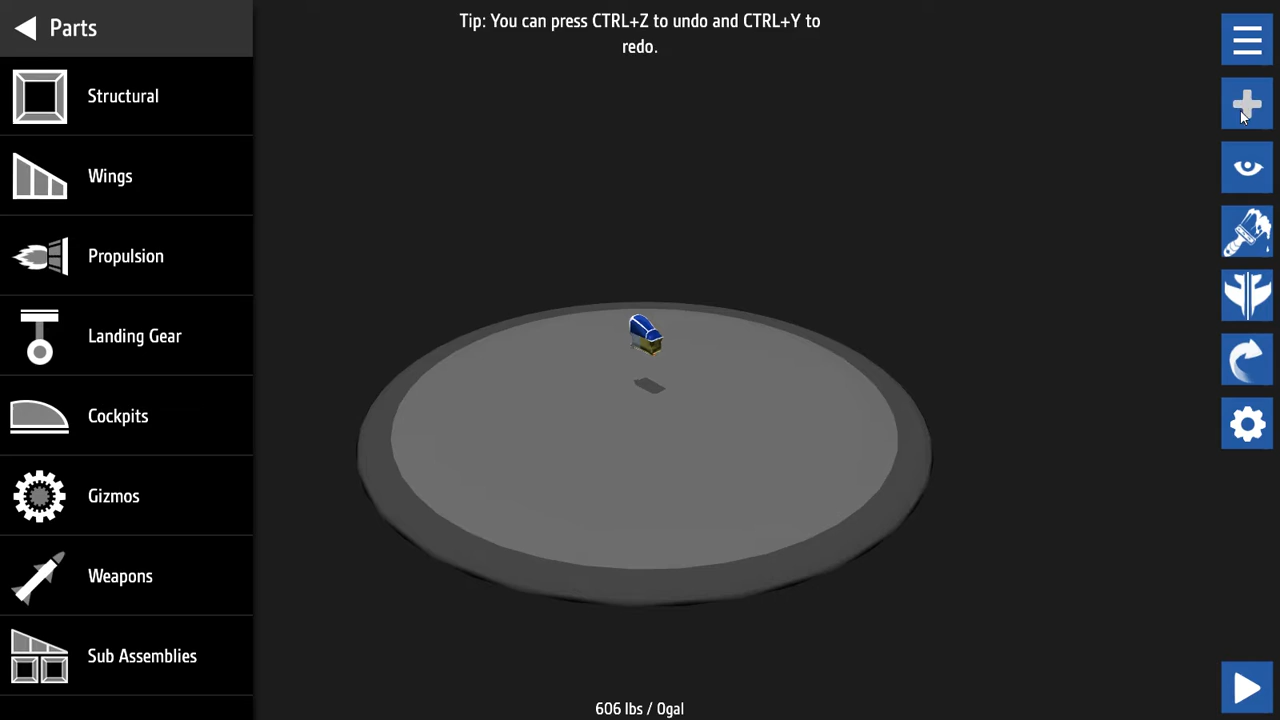 Parts
Tip: You can press CTRL+Z to undo and CTRL+Y to
redo.
Structural
Wings
Propulsion
Landing Gear
Cockpits
Gizmos
Weapons
Sub Assemblies
606 lbs / 0gal